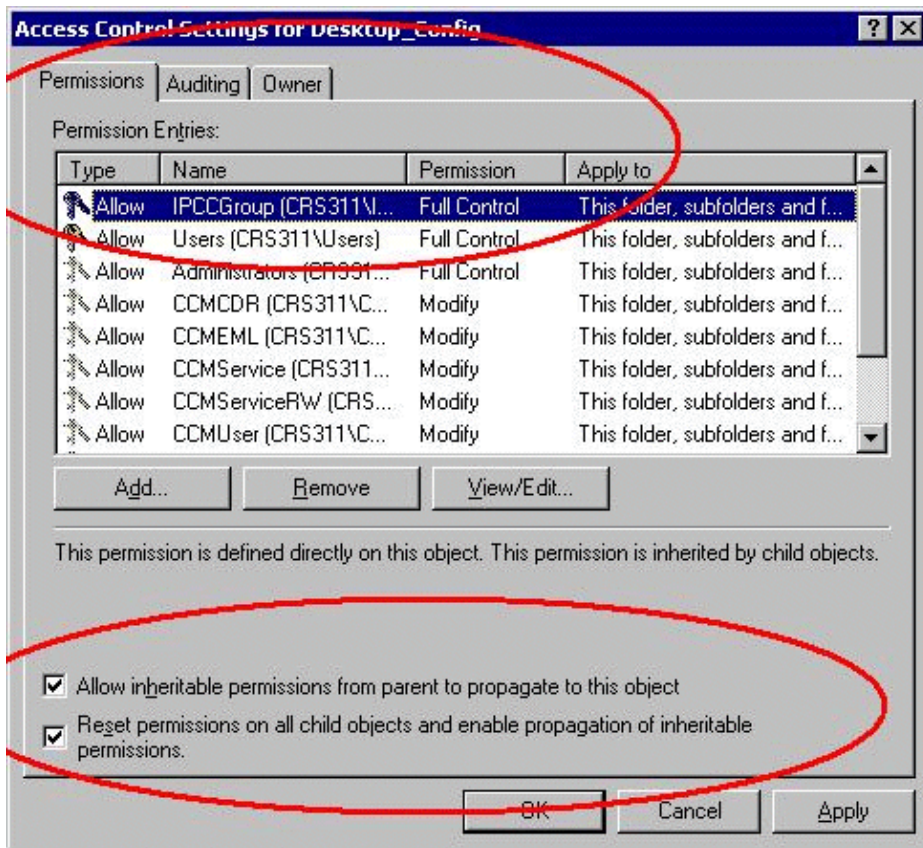 Access Control Settings for Desktop_Config
? X
Permissions Auditing Owner
Permission Entries:
Type Name Permission Apply to
Allow IPCCGroup (CRS311\I... Full Control This folder, subfolders and f...
Allow Users (CRS311\Users) Full Control This folder, subfolders and f...
Allow Administrators (CRS31... Full Control This folder, subfolders and f...
Allow CCMCDR (CRS311\C... Modify This folder, subfolders and f...
Allow CCMEML (CRS311\C... Modify This folder, subfolders and f...
Allow CCMService (CRS311... Modify This folder, subfolders and f...
Allow CCMServiceRW (CRS... Modify This folder, subfolders and f...
Allow CCMUser (CRS311\C... Modify This folder, subfolders and f...
Add... Remove View/Edit...
This permission is defined directly on this object. This permission is inherited by child objects.
Allow inheritable permissions from parent to propagate to this object
Reset permissions on all child objects and enable propagation of inheritable
permissions.
OK Cancel Apply